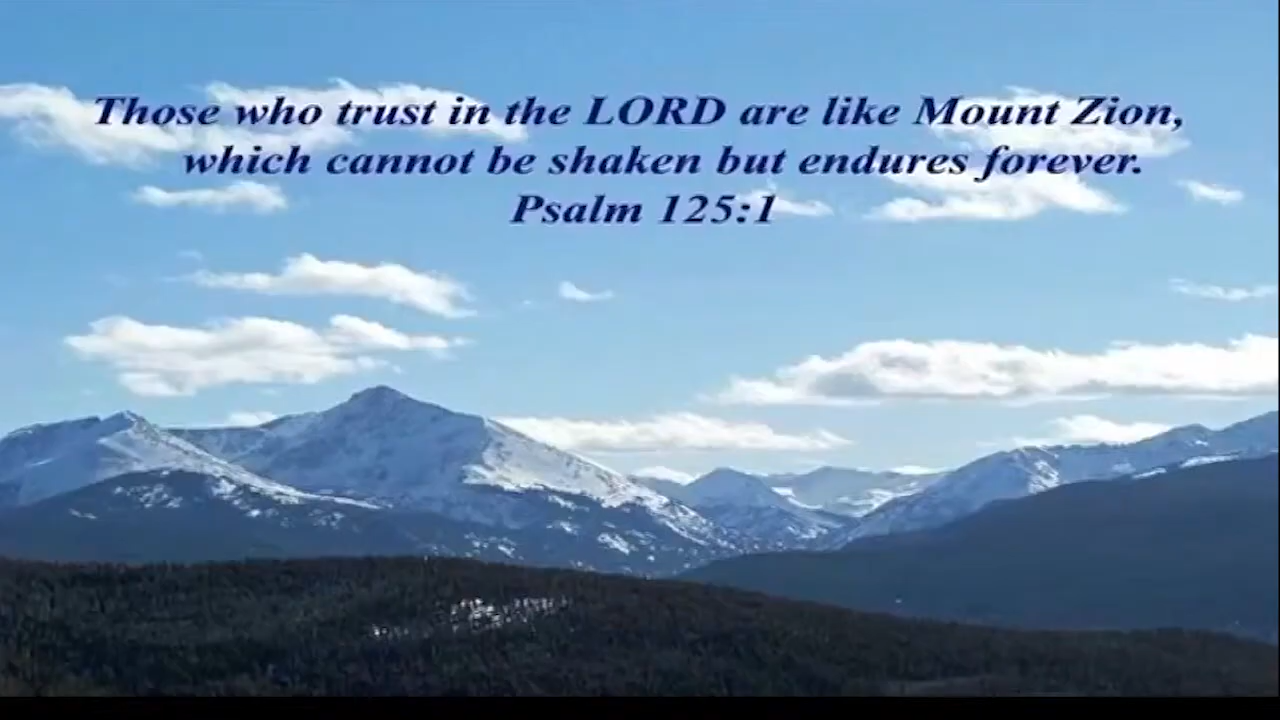 Those who trust in the LORD are like Mount Zion,
which cannot be shaken but endures forever.
Psalm 125:1